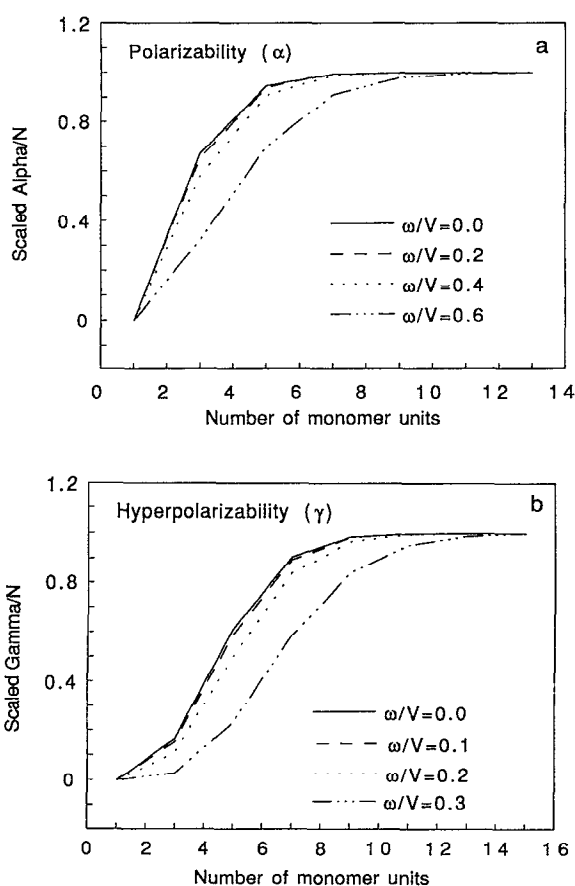 1.2
Polarizability (α)
a
0.8
0.4
0
Scaled Alpha/N
ω/V=0.0
ω/V=0.2
ω/V=0.4
ω/V=0.6
0 2 4 6 8 10 12 14
Number of monomer units
1.2
Hyperpolarizability (γ)
b
0.8
0.4
0
Scaled Gamma/N
ω/V=0.0
ω/V=0.1
ω/V=0.2
ω/V=0.3
0 2 4 6 8 10 12 14 16
Number of monomer units